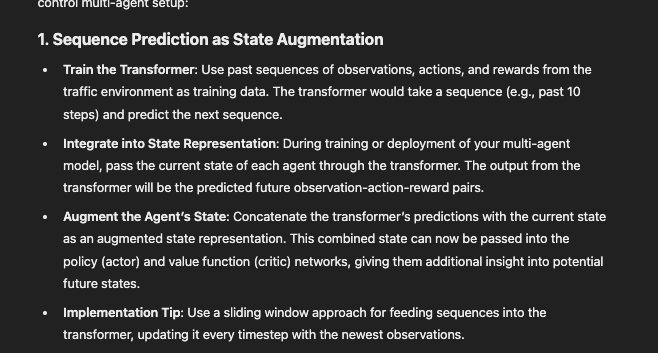 control multi-agent setup:
1. Sequence Prediction as State Augmentation
• Train the Transformer: Use past sequences of observations, actions, and rewards from the
traffic environment as training data. The transformer would take a sequence (e.g., past 10
steps) and predict the next sequence.
• Integrate into State Representation: During training or deployment of your multi-agent
model, pass the current state of each agent through the transformer. The output from the
transformer will be the predicted future observation-action-reward pairs.
• Augment the Agent's State: Concatenate the transformer's predictions with the current state
as an augmented state representation. This combined state can now be passed into the
policy (actor) and value function (critic) networks, giving them additional insight into potential
future states.
• Implementation Tip: Use a sliding window approach for feeding sequences into the
transformer, updating it every timestep with the newest observations.